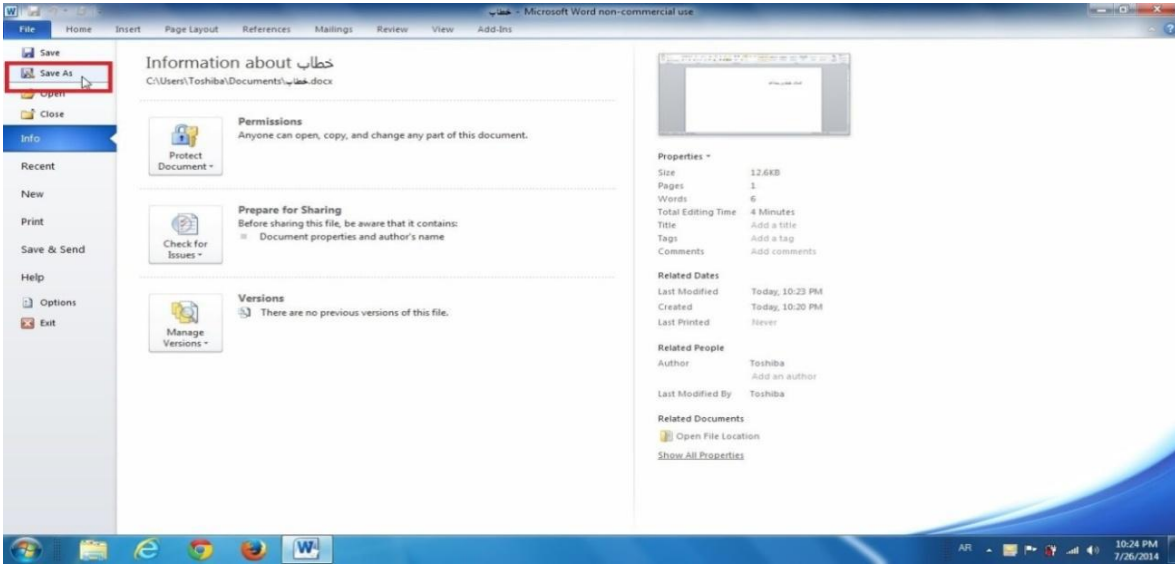 خطاب - Microsoft Word non-commercial use
File Home Insert Page Layout References Mailings Review View Add-Ins
Save
Save As
Open
Close
Info
Recent
New
Print
Save & Send
Help
Options
Exit
Information about خطاب
C:\Users\Toshiba\Documents\خطاب.docx
Protect
Document
Permissions
Anyone can open, copy, and change any part of this document.
Check for
Issues
Prepare for Sharing
Before sharing this file, be aware that it contains:
Document properties and author's name
Manage
Versions
Versions
There are no previous versions of this file.
Properties
Size 12.6KB
Pages 1
Words 6
Total Editing Time 4 Minutes
Title Add a title
Tags Add a tag
Comments Add comments
Related Dates
Last Modified Today, 10:23 PM
Created Today, 10:20 PM
Last Printed Never
Related People
Author Toshiba
Add an author
Last Modified By Toshiba
Related Documents
Open File Location
Show All Properties
AR
10:24 PM
7/26/2014